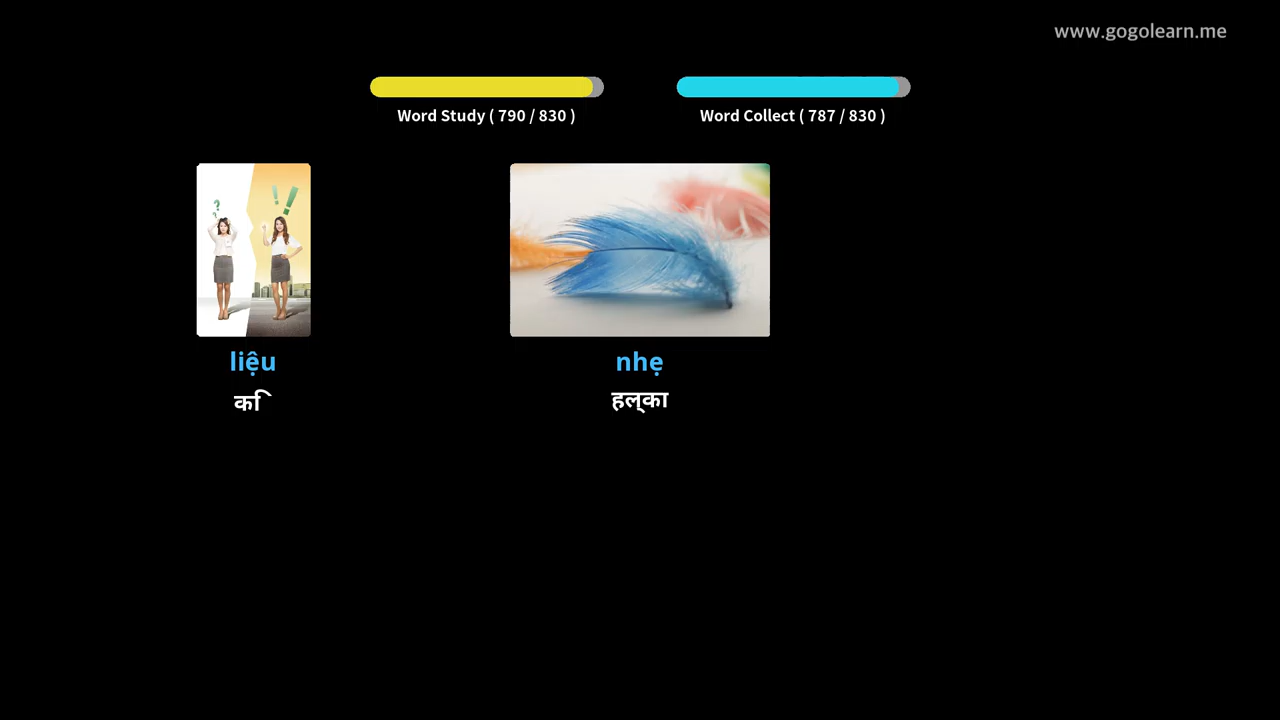 www.gogolearn.me
Word Study ( 790 / 830 )
Word Collect ( 787 / 830 )
liệu
nhẹ
कि
हल्का